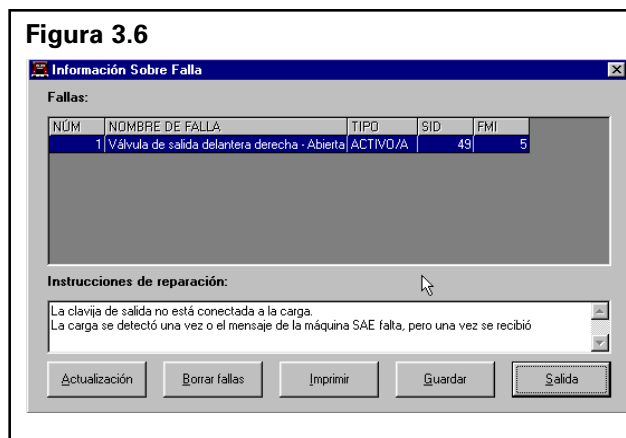 Figura 3.6
Información Sobre Falla
Fallas:
NÚM NOMBRE DE FALLA TIPO SID FMI
1 Válvula de salida delantera derecha - Abierta ACTIVO/A 49 5
Instrucciones de reparación:
La clavija de salida no está conectada a la carga.
La carga se detectó una vez o el mensaje de la máquina SAE falta, pero una vez se recibió
Actualización Borrar fallas Imprimir Guardar Salida